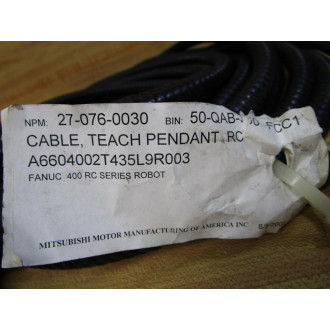 NPM: 27-076-0030 BIN: 50-QAB- FCC1
CABLE, TEACH PENDANT, RC
A6604002T435L9R003
FANUC 400 RC SERIES ROBOT
MITSUBISHI MOTOR MANUFACTURING OF AMERICA INC